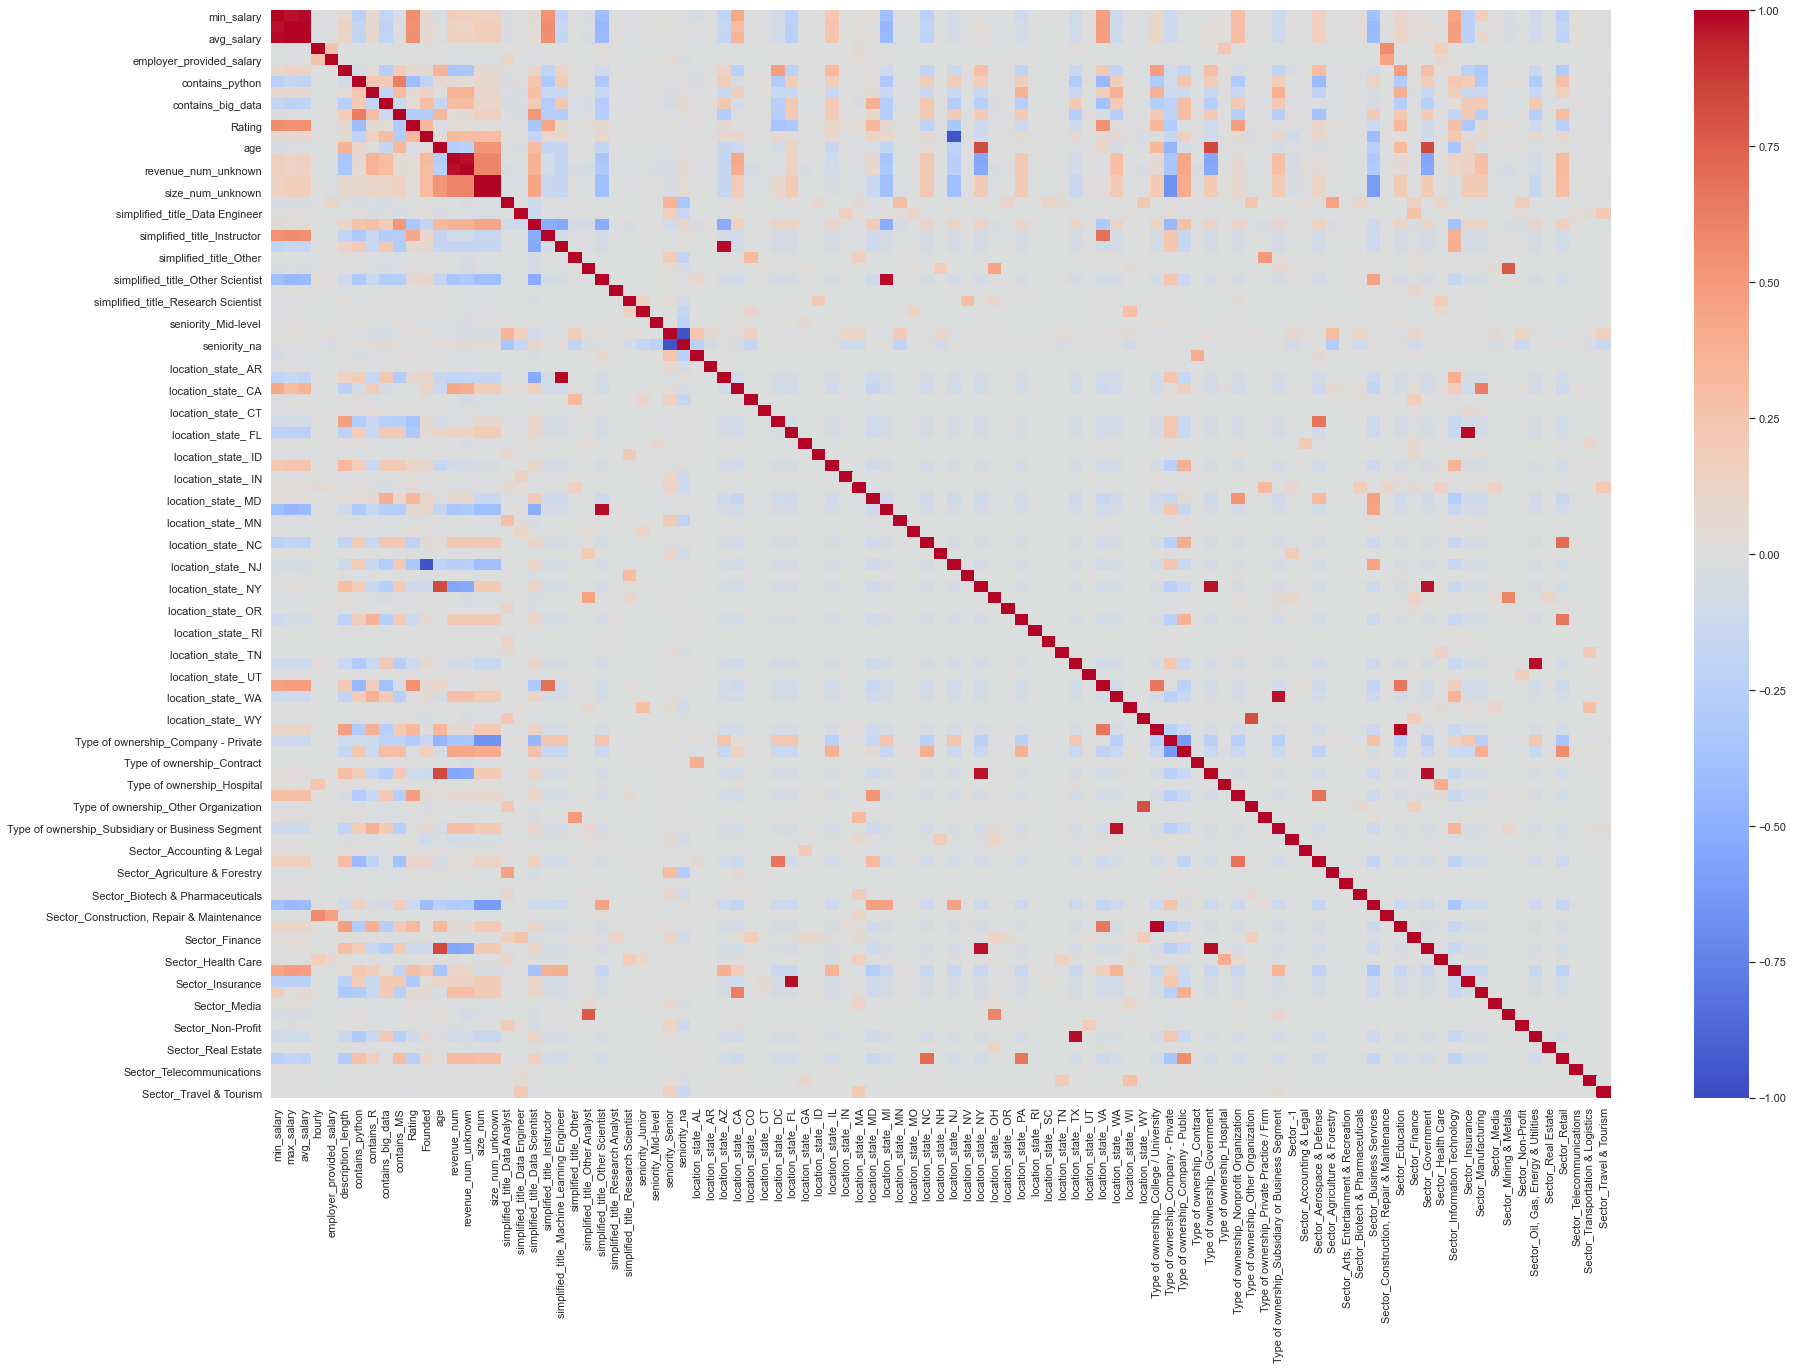 min_salary
avg_salary
employer_provided_salary
contains_python
contains_big_data
Rating
age
revenue_num_unknown
size_num_unknown
simplified_title_Data Engineer
simplified_title_Instructor
simplified_title_Other
simplified_title_Other Scientist
simplified_title_Research Scientist
seniority_Mid-level
seniority_na
location_state_ AR
location_state_ CA
location_state_ CT
location_state_ FL
location_state_ ID
location_state_ IN
location_state_ MD
location_state_ MN
location_state_ NC
location_state_ NJ
location_state_ NY
location_state_ OR
location_state_ RI
location_state_ TN
location_state_ UT
location_state_ WA
location_state_ WY
Type of ownership_Company - Private
Type of ownership_Contract
Type of ownership_Hospital
Type of ownership_Other Organization
Type of ownership_Subsidiary or Business Segment
Sector_Accounting & Legal
Sector_Agriculture & Forestry
Sector_Biotech & Pharmaceuticals
Sector_Construction, Repair & Maintenance
Sector_Finance
Sector_Health Care
Sector_Insurance
Sector_Media
Sector_Non-Profit
Sector_Real Estate
Sector_Telecommunications
Sector_Travel & Tourism
min_salary
max_salary
avg_salary
hourly
employer_provided_salary
description_length
contains_python
contains_R
contains_big_data
contains_MS
Rating
Founded
age
revenue_num
revenue_num_unknown
size_num
size_num_unknown
simplified_title_Data Analyst
simplified_title_Data Engineer
simplified_title_Data Scientist
simplified_title_Instructor
simplified_title_Machine Learning Engineer
simplified_title_Other
simplified_title_Other Analyst
simplified_title_Other Scientist
simplified_title_Research Analyst
simplified_title_Research Scientist
seniority_Junior
seniority_Mid-level
seniority_Senior
seniority_na
location_state_ AL
location_state_ AR
location_state_ AZ
location_state_ CA
location_state_ CO
location_state_ CT
location_state_ DC
location_state_ FL
location_state_ GA
location_state_ ID
location_state_ IL
location_state_ IN
location_state_ MA
location_state_ MD
location_state_ MI
location_state_ MN
location_state_ MO
location_state_ NC
location_state_ NH
location_state_ NJ
location_state_ NV
location_state_ NY
location_state_ OH
location_state_ OR
location_state_ PA
location_state_ RI
location_state_ SC
location_state_ TN
location_state_ TX
location_state_ UT
location_state_ VA
location_state_ WA
location_state_ WI
location_state_ WY
Type of ownership_College / University
Type of ownership_Company - Private
Type of ownership_Company - Public
Type of ownership_Contract
Type of ownership_Government
Type of ownership_Hospital
Type of ownership_Nonprofit Organization
Type of ownership_Other Organization
Type of ownership_Private Practice / Firm
Type of ownership_Subsidiary or Business Segment
Sector_-1
Sector_Accounting & Legal
Sector_Aerospace & Defense
Sector_Agriculture & Forestry
Sector_Arts, Entertainment & Recreation
Sector_Biotech & Pharmaceuticals
Sector_Business Services
Sector_Construction, Repair & Maintenance
Sector_Education
Sector_Finance
Sector_Government
Sector_Health Care
Sector_Information Technology
Sector_Insurance
Sector_Manufacturing
Sector_Media
Sector_Mining & Metals
Sector_Non-Profit
Sector_Oil, Gas, Energy & Utilities
Sector_Real Estate
Sector_Retail
Sector_Telecommunications
Sector_Transportation & Logistics
Sector_Travel & Tourism
1.00
0.75
0.50
0.25
0.00
−0.25
−0.50
−0.75
−1.00